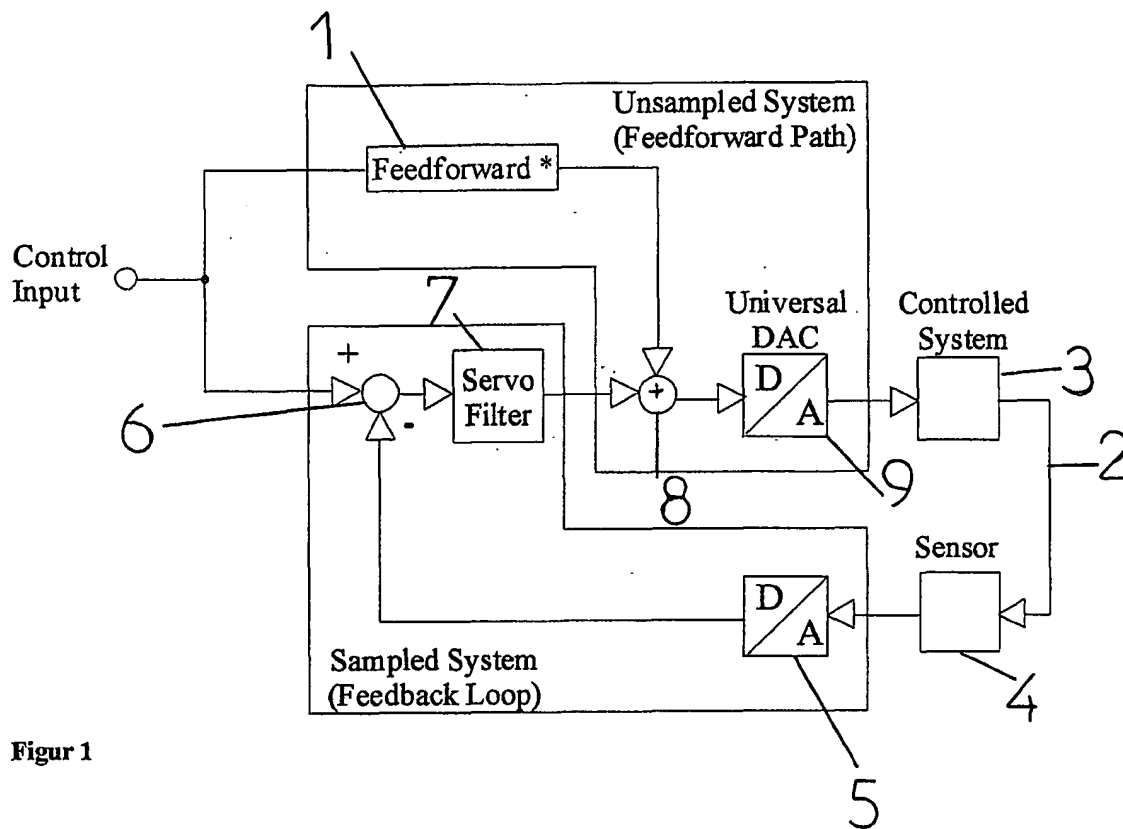 1
Unsampled System
(Feedforward Path)
Feedforward *
Control
Input
7
Universal
DAC
Controlled
System
+
Servo
Filter
+
D
A
3
6
-
2
8
9
Sensor
D
A
Sampled System
(Feedback Loop)
4
Figur 1
5